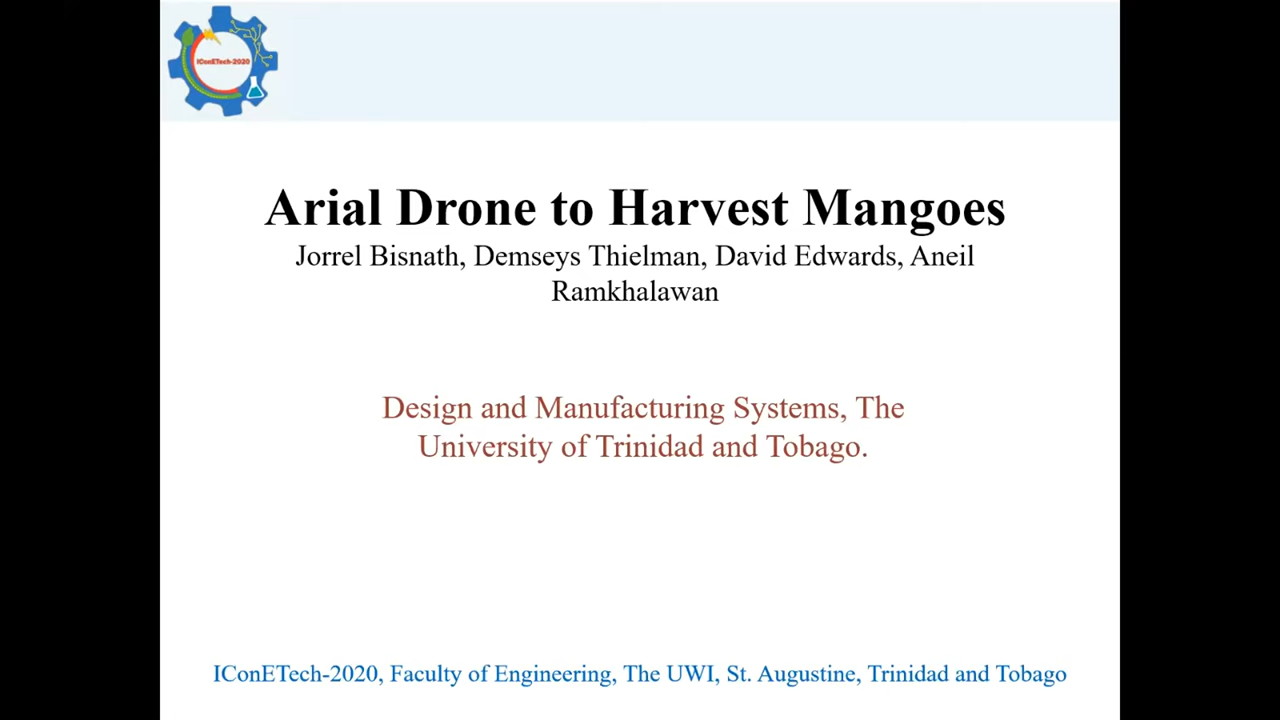 IConETech-2020
Arial Drone to Harvest Mangoes
Jorrel Bisnath, Demseys Thielman, David Edwards, Aneil
Ramkhalawan
Design and Manufacturing Systems, The
University of Trinidad and Tobago.
IConETech-2020, Faculty of Engineering, The UWI, St. Augustine, Trinidad and Tobago